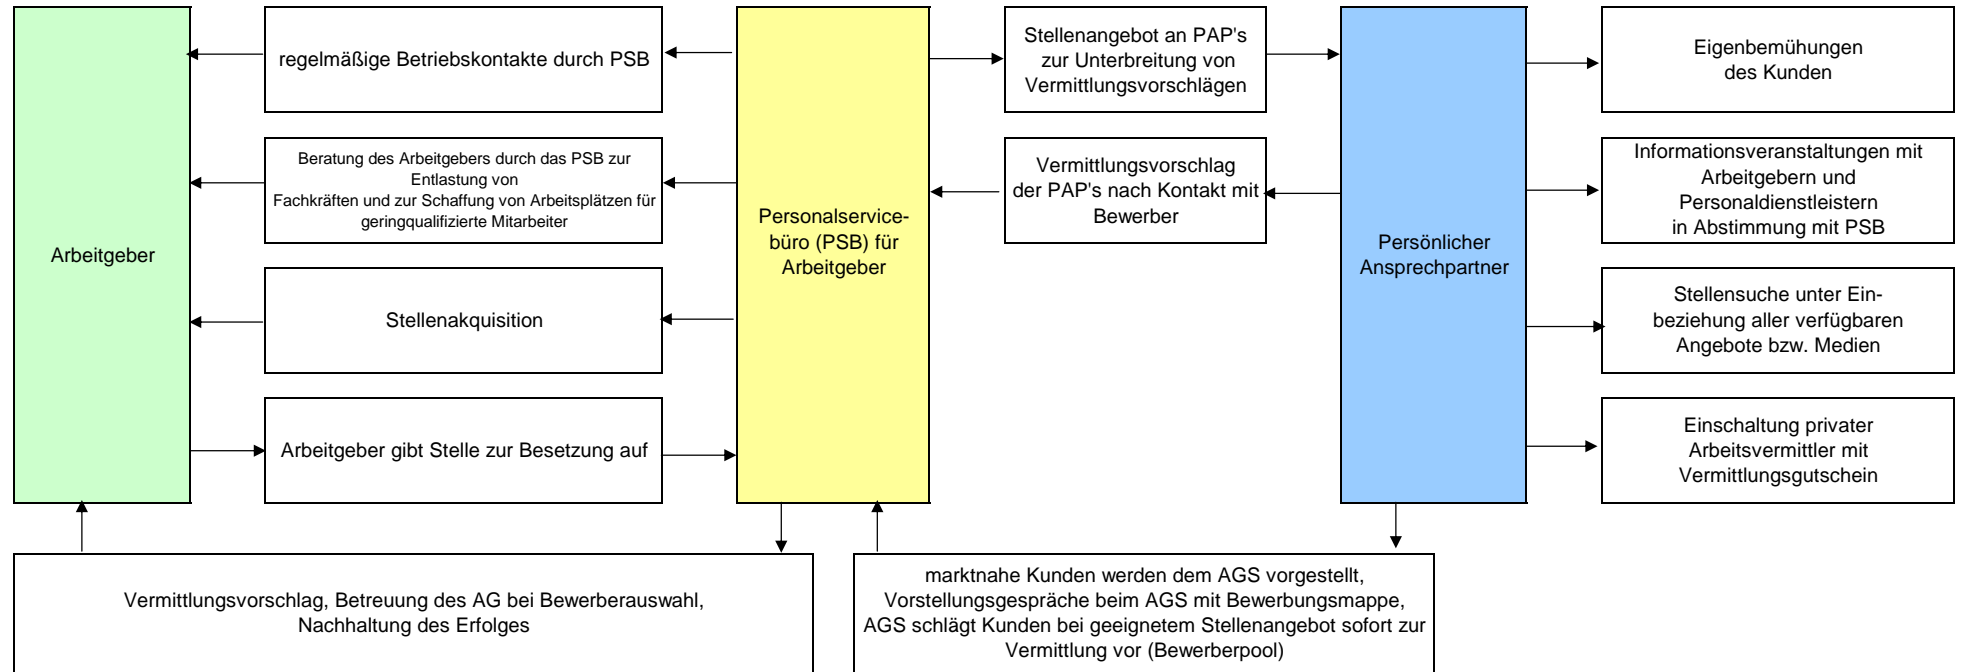 Arbeitgeber
regelmäßige Betriebskontakte durch PSB
Beratung des Arbeitgebers durch das PSB zur
Entlastung von
Fachkräften und zur Schaffung von Arbeitsplätzen für
geringqualifizierte Mitarbeiter
Stellenakquisition
Arbeitgeber gibt Stelle zur Besetzung auf
Personalservice-
büro (PSB) für
Arbeitgeber
Stellenangebot an PAP's
zur Unterbreitung von
Vermittlungsvorschlägen
Vermittlungsvorschlag
der PAP's nach Kontakt mit
Bewerber
Persönlicher
Ansprechpartner
Eigenbemühungen
des Kunden
Informationsveranstaltungen mit
Arbeitgebern und
Personaldienstleistern
in Abstimmung mit PSB
Stellensuche unter Ein-
beziehung aller verfügbaren
Angebote bzw. Medien
Einschaltung privater
Arbeitsvermittler mit
Vermittlungsgutschein
Vermittlungsvorschlag, Betreuung des AG bei Bewerberauswahl,
Nachhaltung des Erfolges
marktnahe Kunden werden dem AGS vorgestellt,
Vorstellungsgespräche beim AGS mit Bewerbungsmappe,
AGS schlägt Kunden bei geeignetem Stellenangebot sofort zur
Vermittlung vor (Bewerberpool)